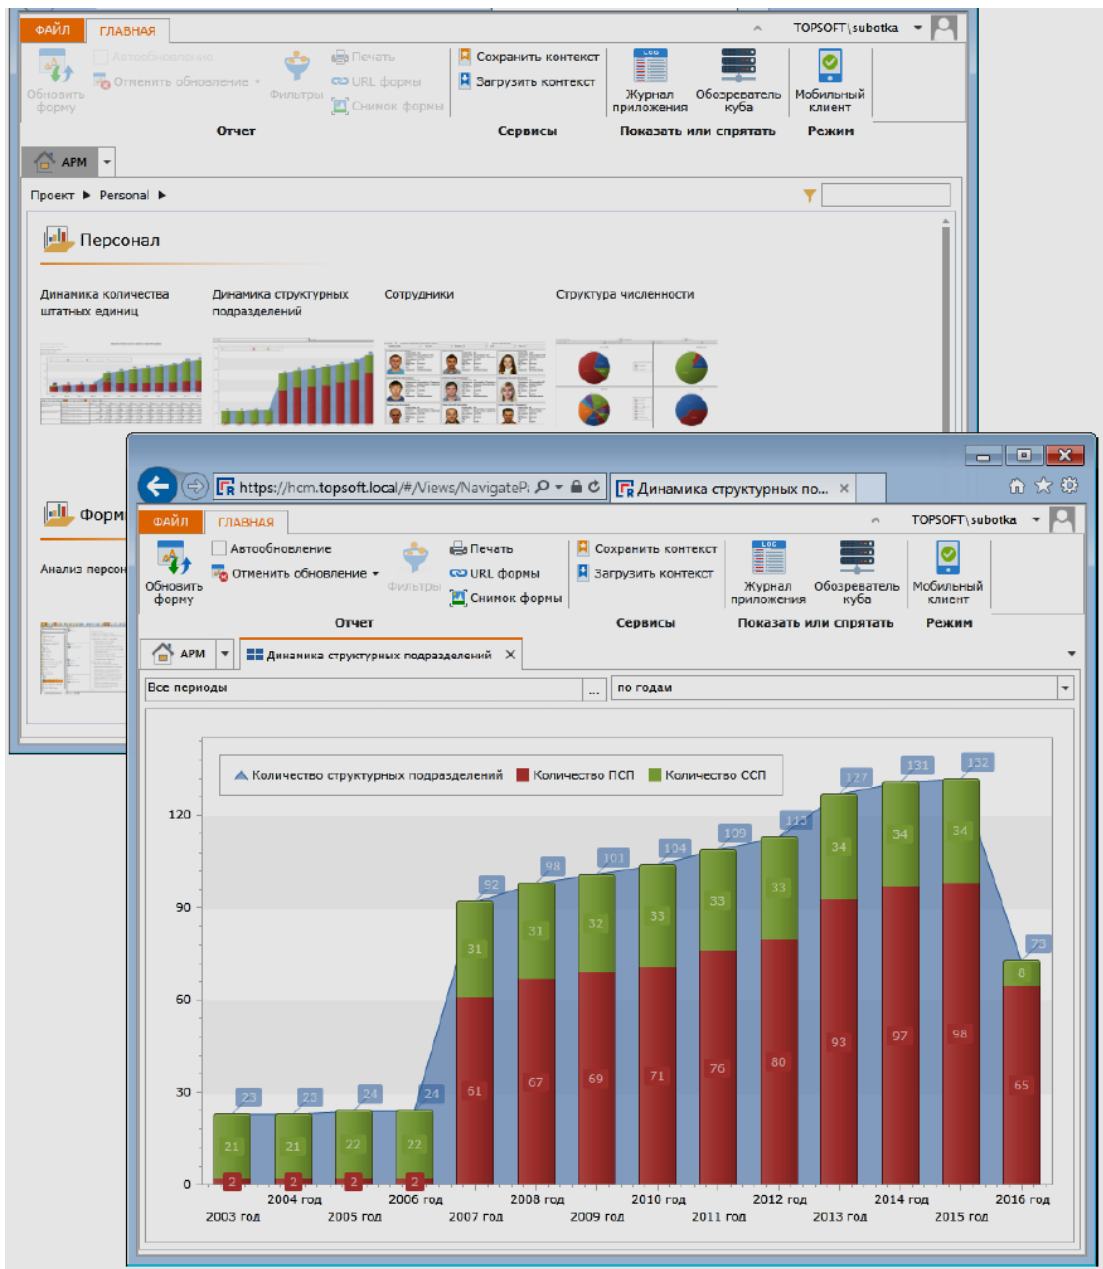 ФАЙЛ ГЛАВНАЯ TOPSOFT\subotka
Обновить форму
Автообновление
Отменить обновление
Фильтры
Печать
URL формы
Снимок формы
Сохранить контекст
Загрузить контекст
Журнал приложения
Обозреватель куба
Мобильный клиент
Отчет Сервисы Показать или спрятать Режим
АРМ
Проект Personal
Персонал
Динамика количества штатных единиц
Динамика структурных подразделений
Сотрудники
Структура численности
Форм
Анализ персон
https://hcm.topsoft.local/#/Views/NavigateP
Динамика структурных по...
ФАЙЛ ГЛАВНАЯ TOPSOFT\subotka
Обновить форму
Автообновление
Отменить обновление
Фильтры
Печать
URL формы
Снимок формы
Сохранить контекст
Загрузить контекст
LOG
Журнал приложения
Обозреватель куба
Мобильный клиент
Отчет Сервисы Показать или спрятать Режим
АРМ Динамика структурных подразделений
Все периоды ... по годам
Количество структурных подразделений Количество ПСП Количество ССП
120
90
60
30
0
23 23 24 24 92 98 101 104 109 113 127 131 132 73
21 21 22 22 31 31 32 33 33 33 34 34 34 8
2 2 2 2 61 67 69 71 76 80 93 97 98 65
2003 год 2004 год 2005 год 2006 год 2007 год 2008 год 2009 год 2010 год 2011 год 2012 год 2013 год 2014 год 2015 год 2016 год